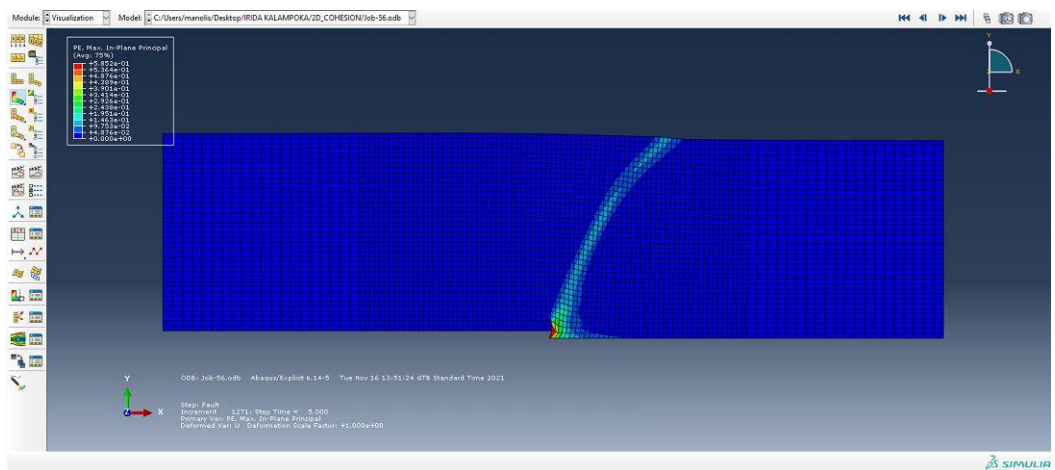 Module: Visualization Model: C:/Users/manolis/Desktop/IRIDA KALAMPOKA/2D_COHESION/Job-56.odb
PE, Max. In-Plane Principal
(Avg: 75%)
+5.852e-01
+5.364e-01
+4.876e-01
+4.389e-01
+3.901e-01
+3.414e-01
+2.926e-01
+2.438e-01
+1.951e-01
+1.463e-01
+9.753e-02
+4.876e-02
+0.000e+00
Y
X
Y
X
ODB: Job-56.odb Abaqus/Explicit 6.14-5 Tue Nov 16 13:51:24 GTB Standard Time 2021
Step: Fault
Increment 1271: Step Time = 5.000
Primary Var: PE, Max. In-Plane Principal
Deformed Var: U Deformation Scale Factor: +1.000e+00
SIMULIA